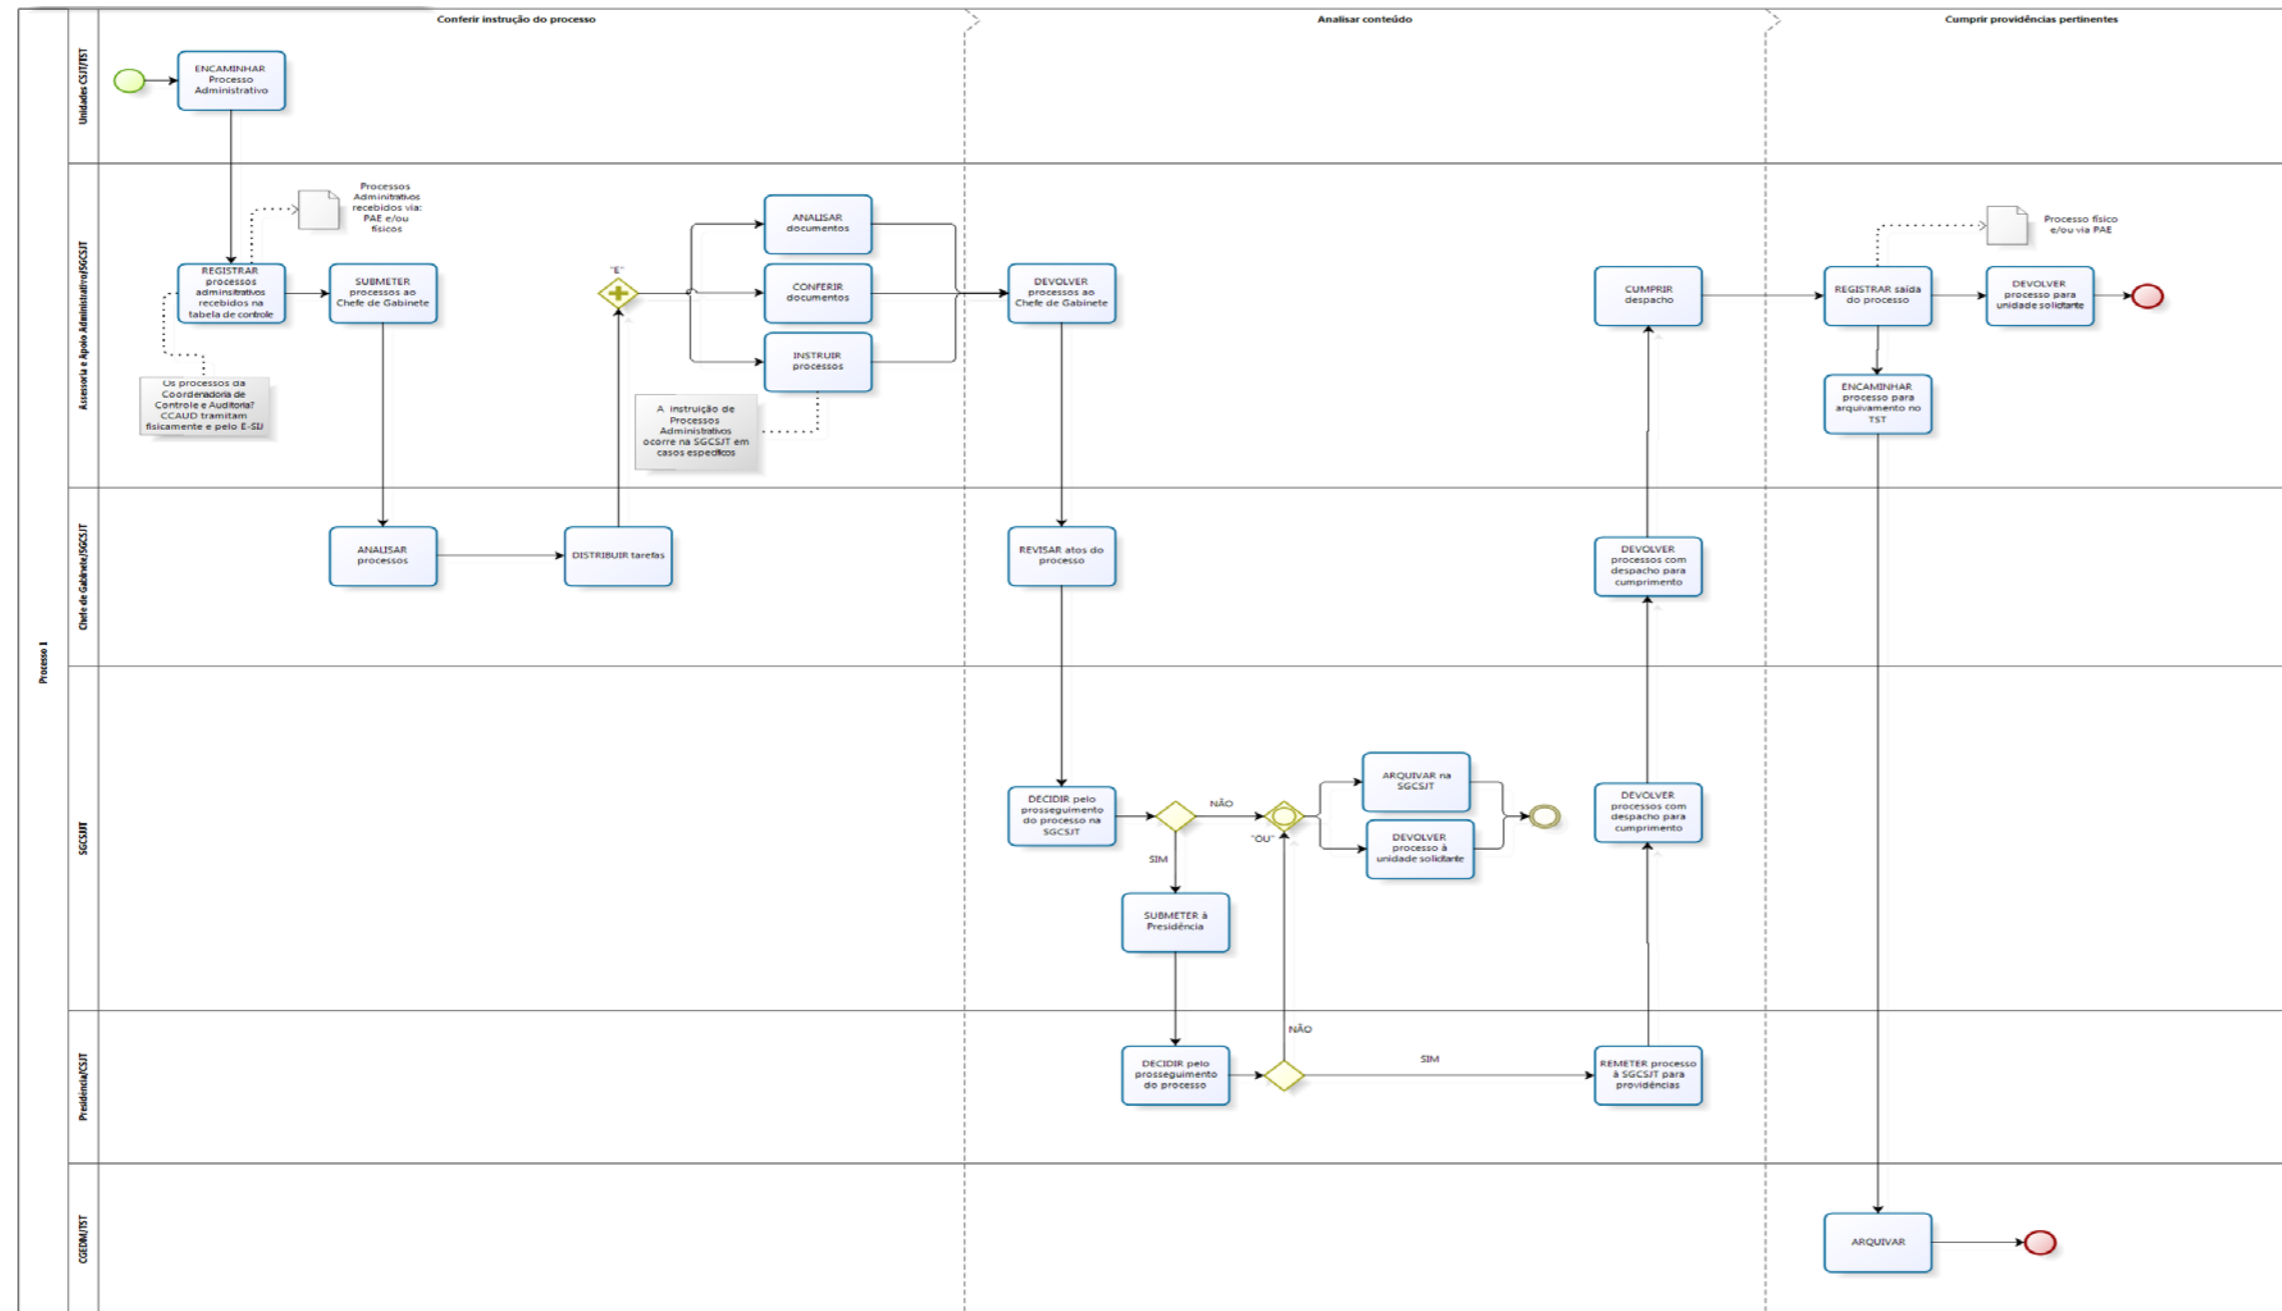 Conferir instrução do processo
Analisar conteúdo
Cumprir providências pertinentes
Processo 1
Unidades CSJT/TST
ENCAMINHAR
Processo
Administrativo
Assessoria e Apoio Administrativo/SGCSJT
Processos
Adminitrativos
recebidos via:
PAE e/ou
físicos
REGISTRAR
processos
adminsitrativos
recebidos na
tabela de controle
SUBMETER
processos ao
Chefe de Gabinete
Os processos da
Coordenadoria de
Controle e Auditoria?
CCAUD tramitam
fisicamente e pelo E-SIJ
"E"
ANALISAR
documentos
CONFERIR
documentos
INSTRUIR
processos
A instruição de
Processos
Administrativos
ocorre na SGCSJT em
casos específicos
DEVOLVER
processos ao
Chefe de Gabinete
CUMPRIR
despacho
REGISTRAR saída
do processo
Processo físico
e/ou via PAE
DEVOLVER
processo para
unidade solicitante
ENCAMINHAR
processo para
arquivamento no
TST
Chefe de Gabinete/SGCSJT
ANALISAR
processos
DISTRIBUIR tarefas
REVISAR atos do
processo
DEVOLVER
processos com
despacho para
cumprimento
SGCSJT
DECIDIR pelo
prosseguimento
do processo na
SGCSJT
NÃO
SIM
"OU"
ARQUIVAR na
SGCSJT
DEVOLVER
processo à
unidade solicitante
SUBMETER à
Presidência
DEVOLVER
processos com
despacho para
cumprimento
Presidência/CSJT
DECIDIR pelo
prosseguimento
do processo
NÃO
SIM
REMETER processo
à SGCSJT para
providências
CGEDM/TST
ARQUIVAR